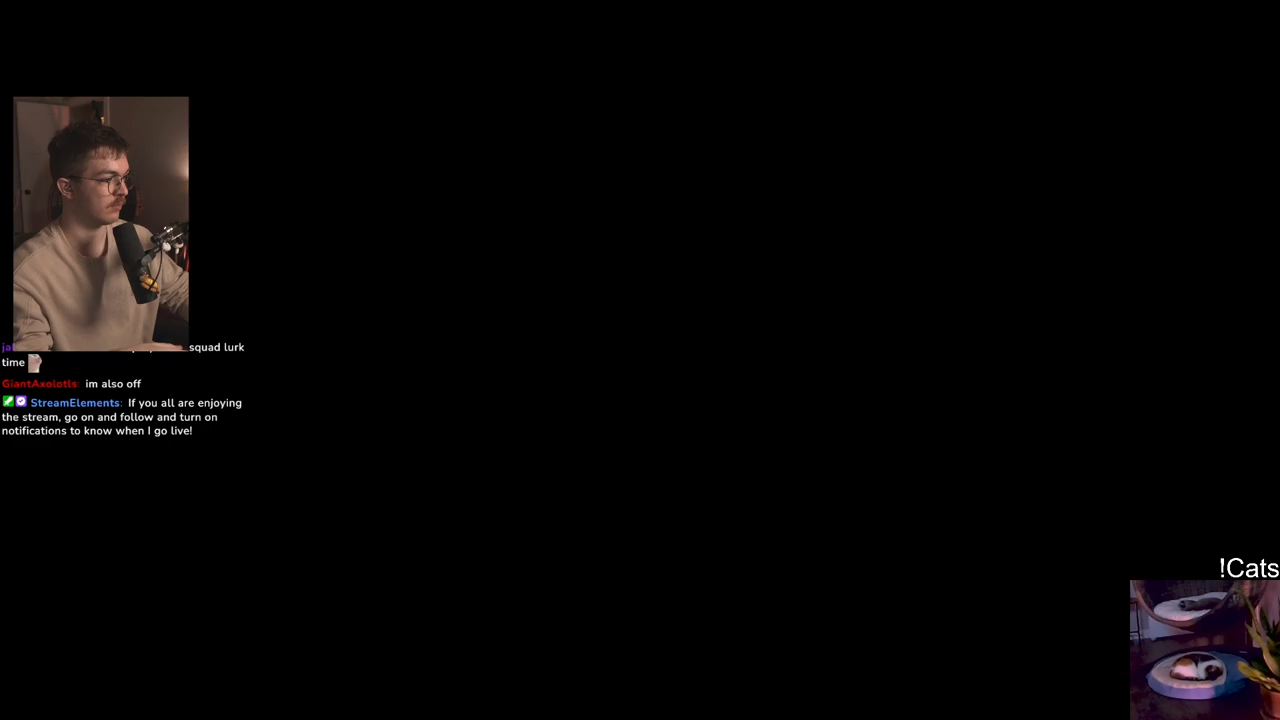 squad lurk
time
GiantAxolotls: im also off
StreamElements: If you all are enjoying
the stream, go on and follow and turn on
notifications to know when I go live!
!Cats